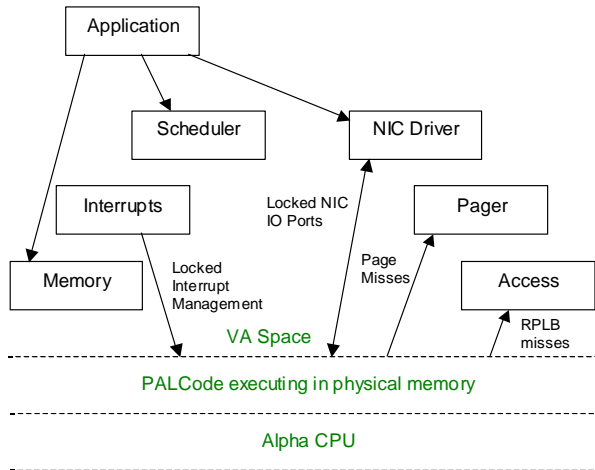 Application
Scheduler
NIC Driver
Interrupts
Locked NIC
IO Ports
Pager
Memory
Locked
Interrupt
Management
Page
Misses
Access
VA Space
RPLB
misses
PALCode executing in physical memory
Alpha CPU